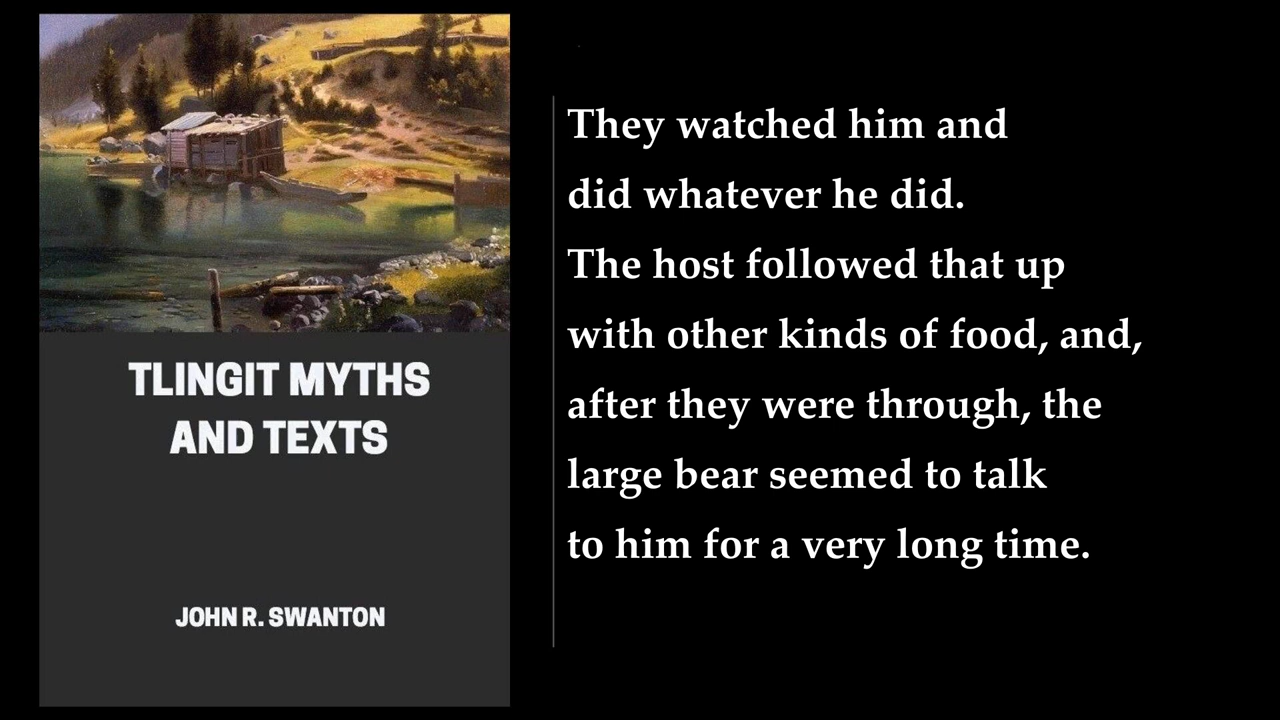 TLINGIT MYTHS
AND TEXTS
JOHN R. SWANTON
They watched him and
did whatever he did.
The host followed that up
with other kinds of food, and,
after they were through, the
large bear seemed to talk
to him for a very long time.